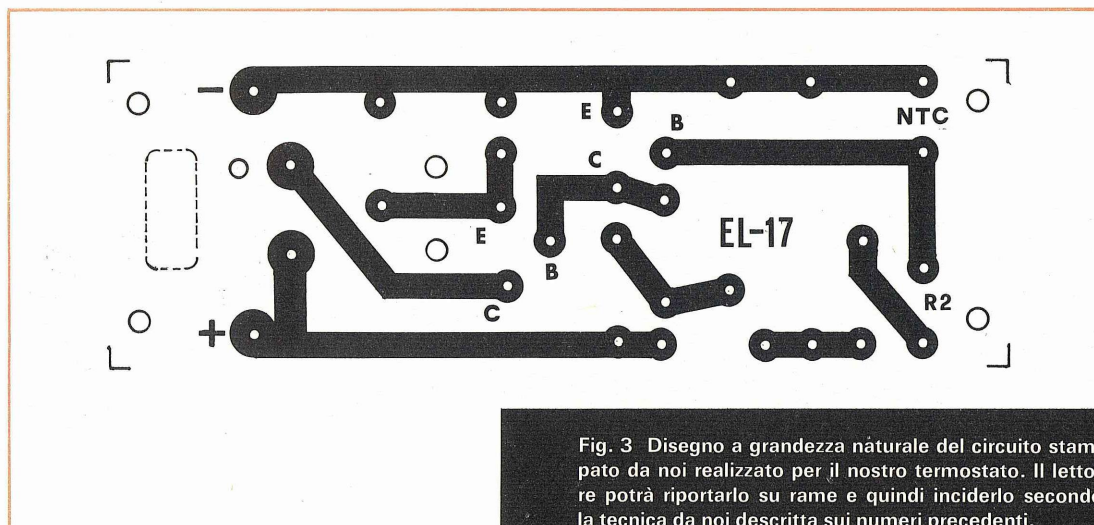 −
E
B
NTC
C
E
B
EL-17
C
R2
+
Fig. 3 Disegno a grandezza naturale del circuito stam-
pato da noi realizzato per il nostro termostato. Il letto-
re potrà riportarlo su rame e quindi inciderlo secondo
la tecnica da noi descritta sui numeri precedenti